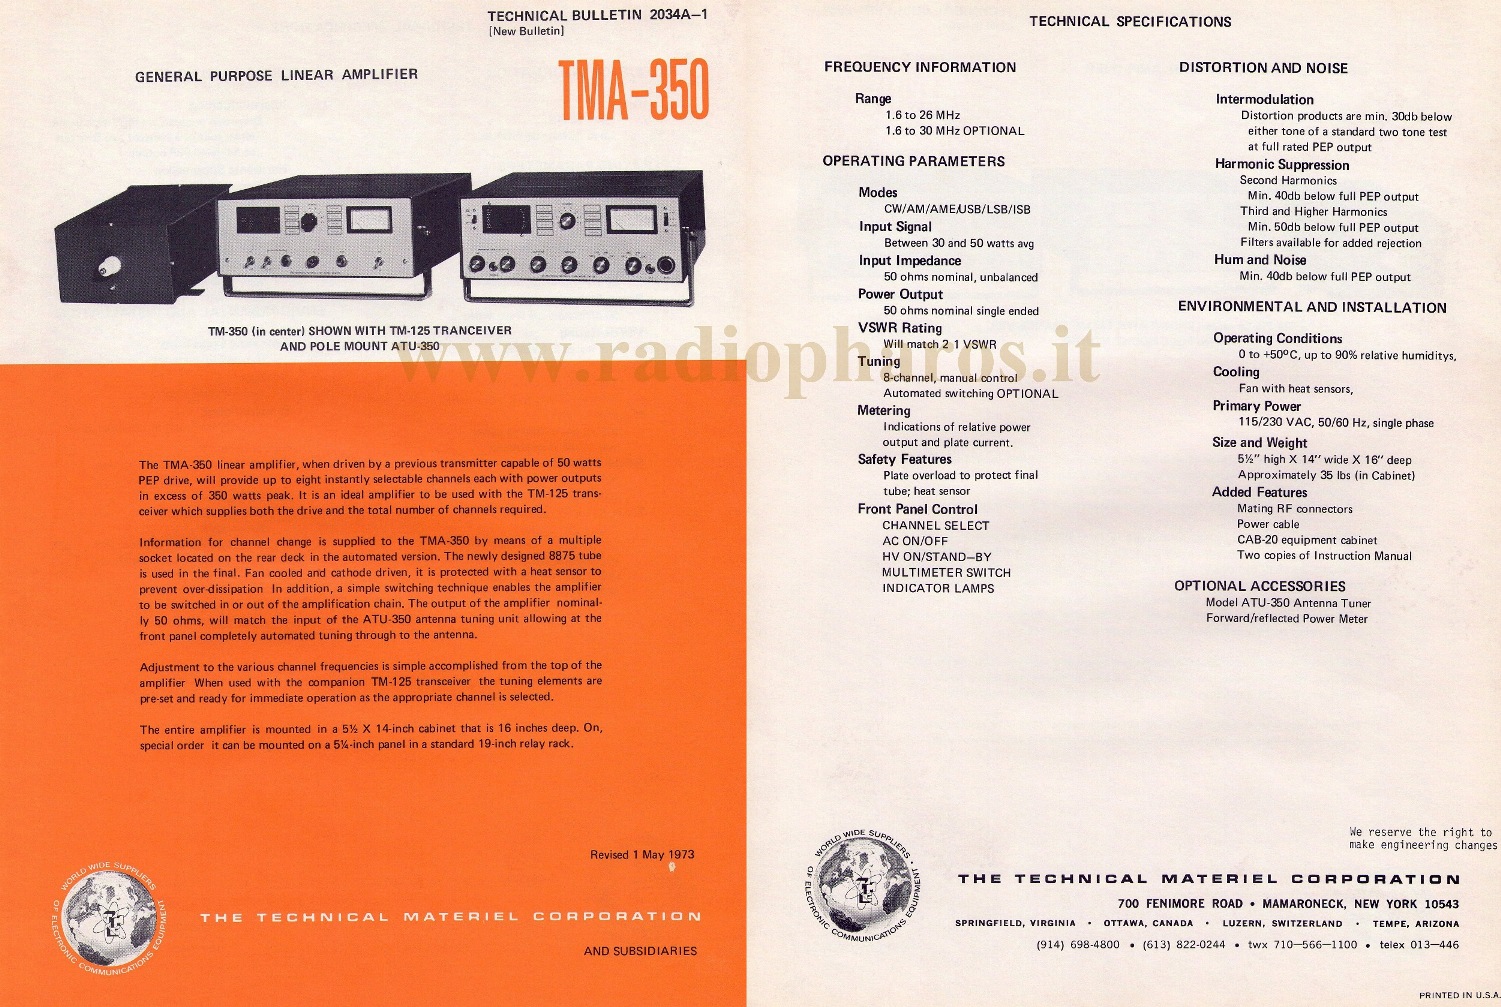 TECHNICAL BULLETIN 2034A—1
[New Bulletin]
GENERAL PURPOSE LINEAR AMPLIFIER
TMA-350
TM-350 (in center) SHOWN WITH TM-125 TRANCEIVER
AND POLE MOUNT ATU-350
The TMA-350 linear amplifier, when driven by a previous transmitter capable of 50 watts
PEP drive, will provide up to eight instantly selectable channels each with power outputs
in excess of 350 watts peak. It is an ideal amplifier to be used with the TM-125 trans-
ceiver which supplies both the drive and the total number of channels required.
Information for channel change is supplied to the TMA-350 by means of a multiple
socket located on the rear deck in the automated version. The newly designed 8875 tube
is used in the final. Fan cooled and cathode driven, it is protected with a heat sensor to
prevent over-dissipation In addition, a simple switching technique enables the amplifier
to be switched in or out of the amplification chain. The output of the amplifier nominal-
ly 50 ohms, will match the input of the ATU-350 antenna tuning unit allowing at the
front panel completely automated tuning through to the antenna.
Adjustment to the various channel frequencies is simple accomplished from the top of the
amplifier When used with the companion TM-125 transceiver the tuning elements are
pre-set and ready for immediate operation as the appropriate channel is selected.
The entire amplifier is mounted in a 5½ X 14-inch cabinet that is 16 inches deep. On,
special order it can be mounted on a 5¼-inch panel in a standard 19-inch relay rack.
Revised 1 May 1973
WORLD WIDE SUPPLIERS
OF ELECTRONIC COMMUNICATIONS EQUIPMENT
THE TECHNICAL MATERIEL CORPORATION
AND SUBSIDIARIES
TECHNICAL SPECIFICATIONS
FREQUENCY INFORMATION
Range
1.6 to 26 MHz
1.6 to 30 MHz OPTIONAL
OPERATING PARAMETERS
Modes
CW/AM/AME/USB/LSB/ISB
Input Signal
Between 30 and 50 watts avg
Input Impedance
50 ohms nominal, unbalanced
Power Output
50 ohms nominal single ended
VSWR Rating
Will match 2 1 VSWR
Tuning
8-channel, manual control
Automated switching OPTIONAL
Metering
Indications of relative power
output and plate current.
Safety Features
Plate overload to protect final
tube; heat sensor
Front Panel Control
CHANNEL SELECT
AC ON/OFF
HV ON/STAND—BY
MULTIMETER SWITCH
INDICATOR LAMPS
DISTORTION AND NOISE
Intermodulation
Distortion products are min. 30db below
either tone of a standard two tone test
at full rated PEP output
Harmonic Suppression
Second Harmonics
Min. 40db below full PEP output
Third and Higher Harmonics
Min. 50db below full PEP output
Filters available for added rejection
Hum and Noise
Min. 40db below full PEP output
ENVIRONMENTAL AND INSTALLATION
Operating Conditions
0 to +50ºC, up to 90% relative humiditys,
Cooling
Fan with heat sensors,
Primary Power
115/230 VAC, 50/60 Hz, single phase
Size and Weight
5½" high X 14" wide X 16" deep
Approximately 35 lbs (in Cabinet)
Added Features
Mating RF connectors
Power cable
CAB-20 equipment cabinet
Two copies of Instruction Manual
OPTIONAL ACCESSORIES
Model ATU-350 Antenna Tuner
Forward/reflected Power Meter
www.radiopharos.it
We reserve the right to
make engineering changes
WORLD WIDE SUPPLIERS •
OF ELECTRONIC COMMUNICATIONS EQUIPMENT
THE TECHNICAL MATERIEL CORPORATION
700 FENIMORE ROAD • MAMARONECK, NEW YORK 10543
SPRINGFIELD, VIRGINIA • OTTAWA, CANADA • LUZERN, SWITZERLAND • TEMPE, ARIZONA
(914) 698-4800 • (613) 822-0244 • twx 710—566—1100 • telex 013—446
PRINTED IN U.S.A.